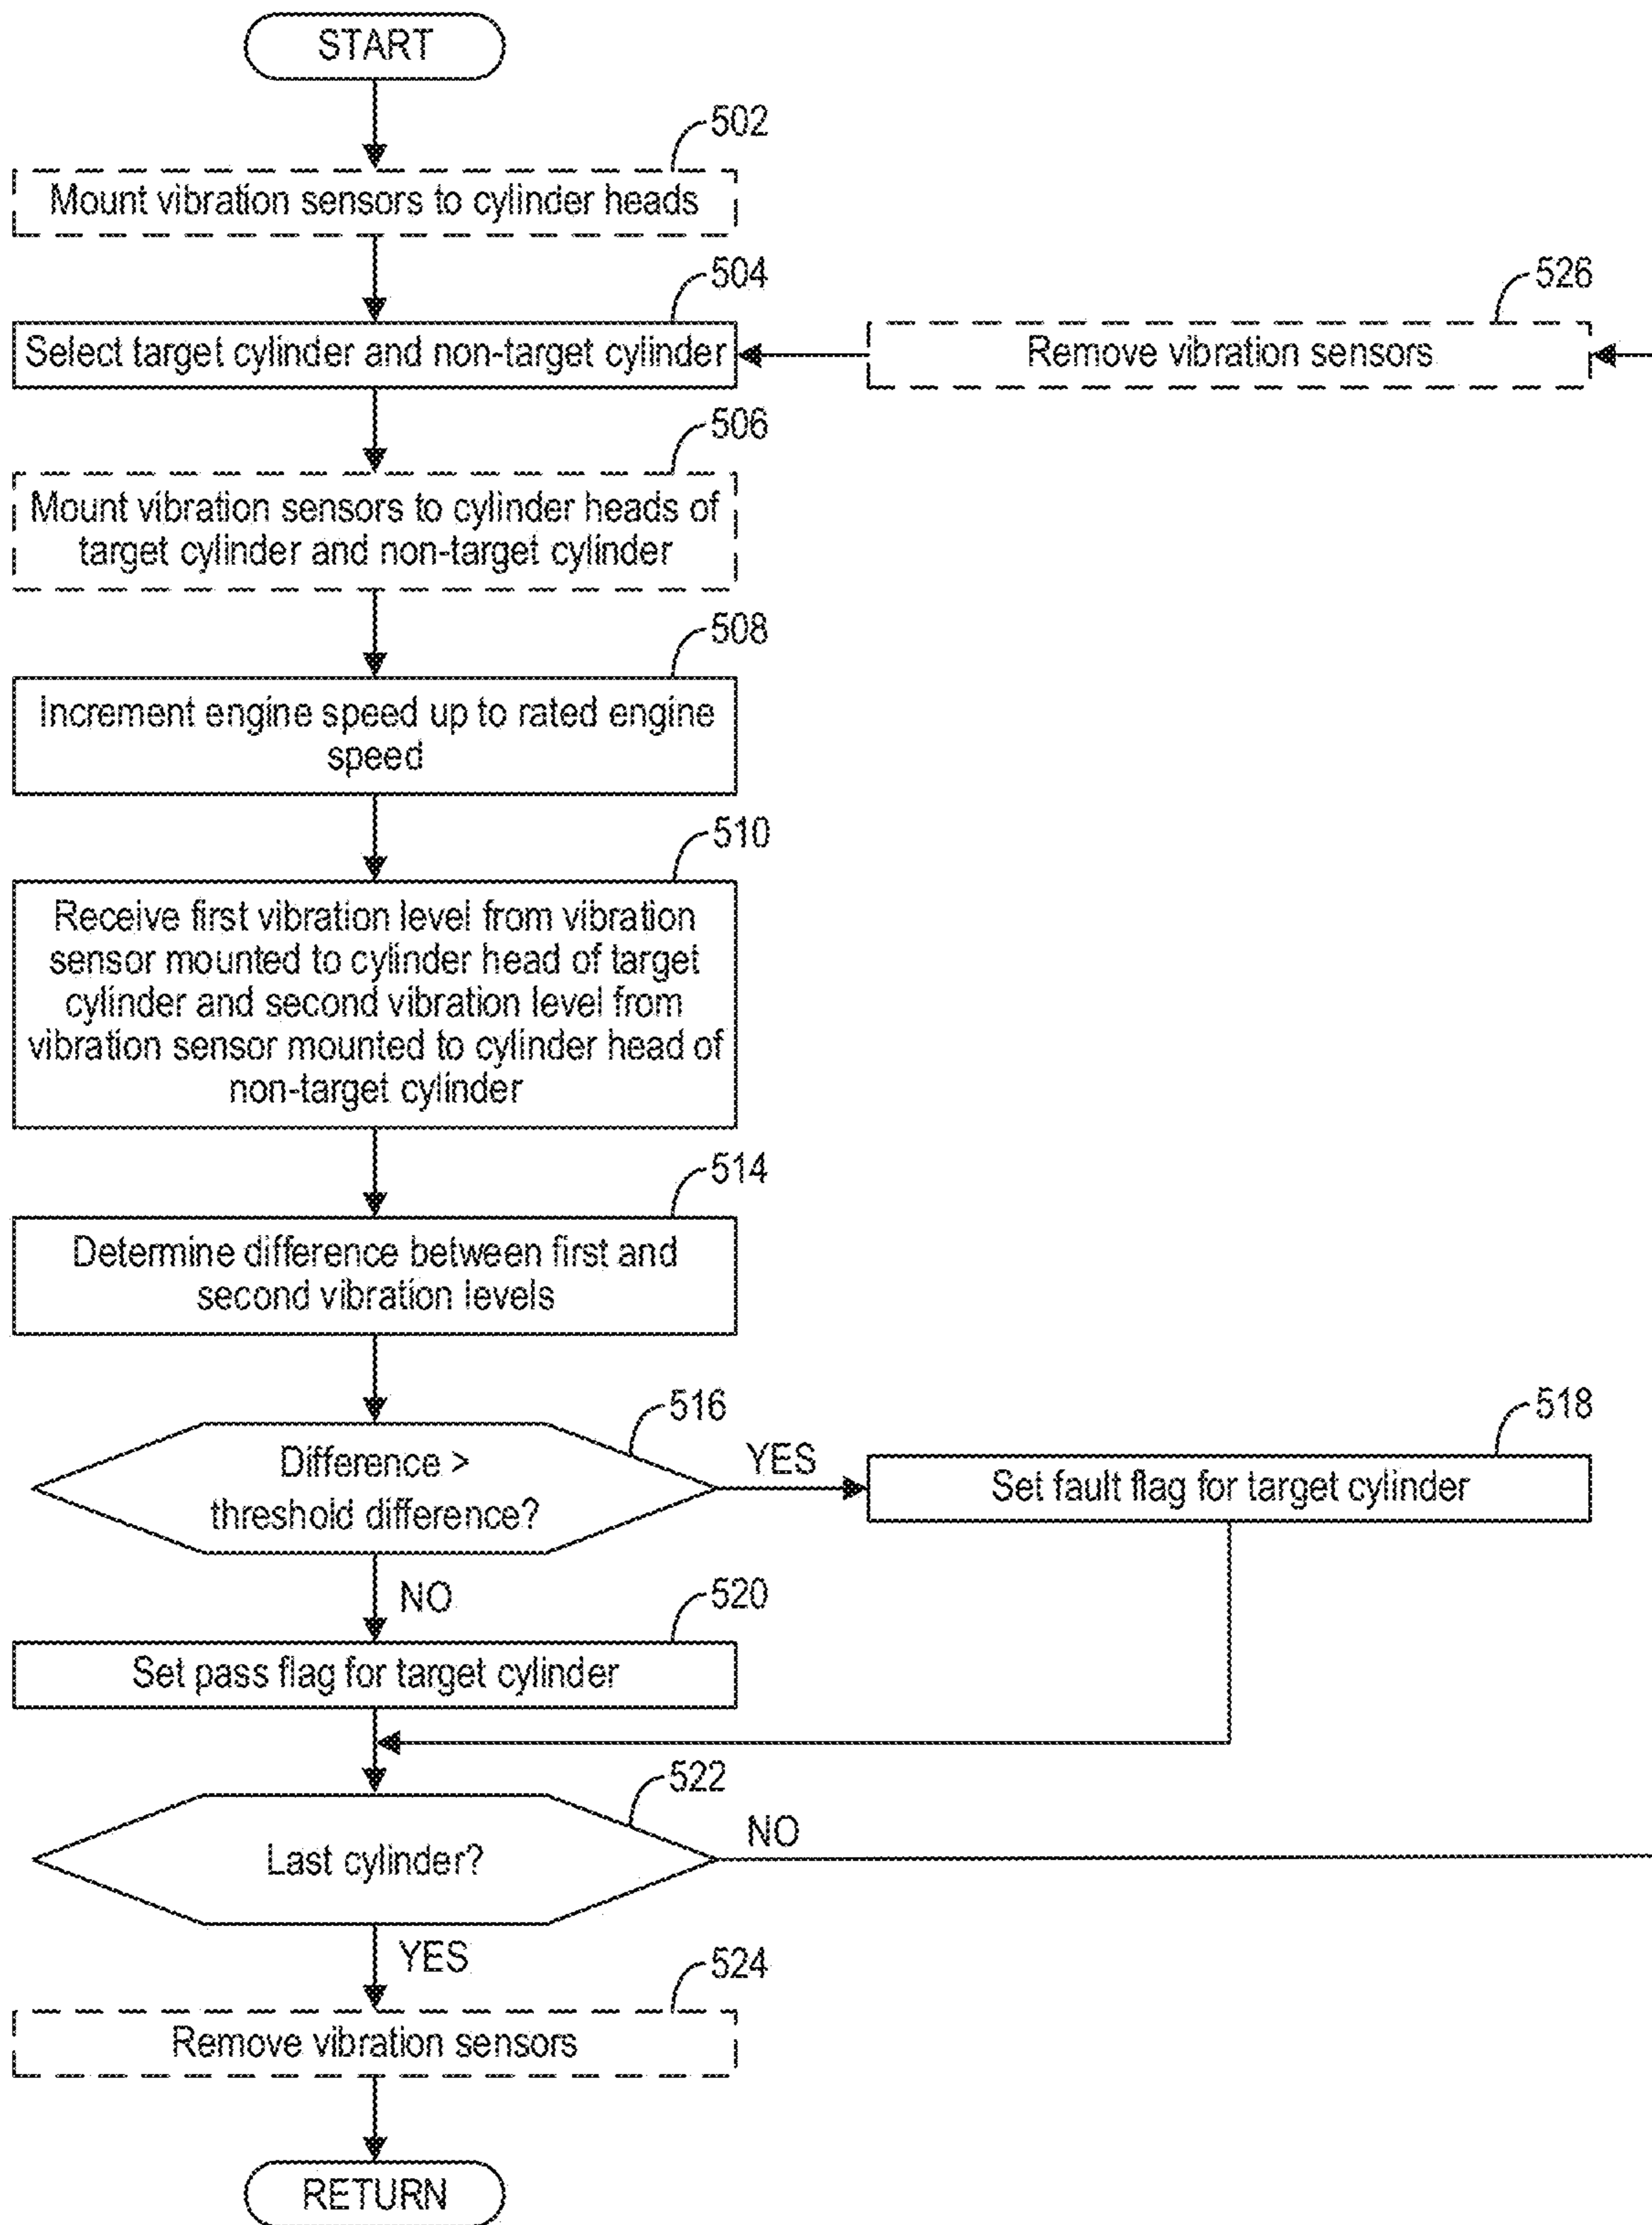 START
502
Mount vibration sensors to cylinder heads
504
Select target cylinder and non-target cylinder
526
Remove vibration sensors
506
Mount vibration sensors to cylinder heads of
target cylinder and non-target cylinder
508
Increment engine speed up to rated engine
speed
510
Receive first vibration level from vibration
sensor mounted to cylinder head of target
cylinder and second vibration level from
vibration sensor mounted to cylinder head of
non-target cylinder
514
Determine difference between first and
second vibration levels
516
Difference >
threshold difference?
YES
518
Set fault flag for target cylinder
NO
520
Set pass flag for target cylinder
522
Last cylinder?
NO
YES
524
Remove vibration sensors
RETURN